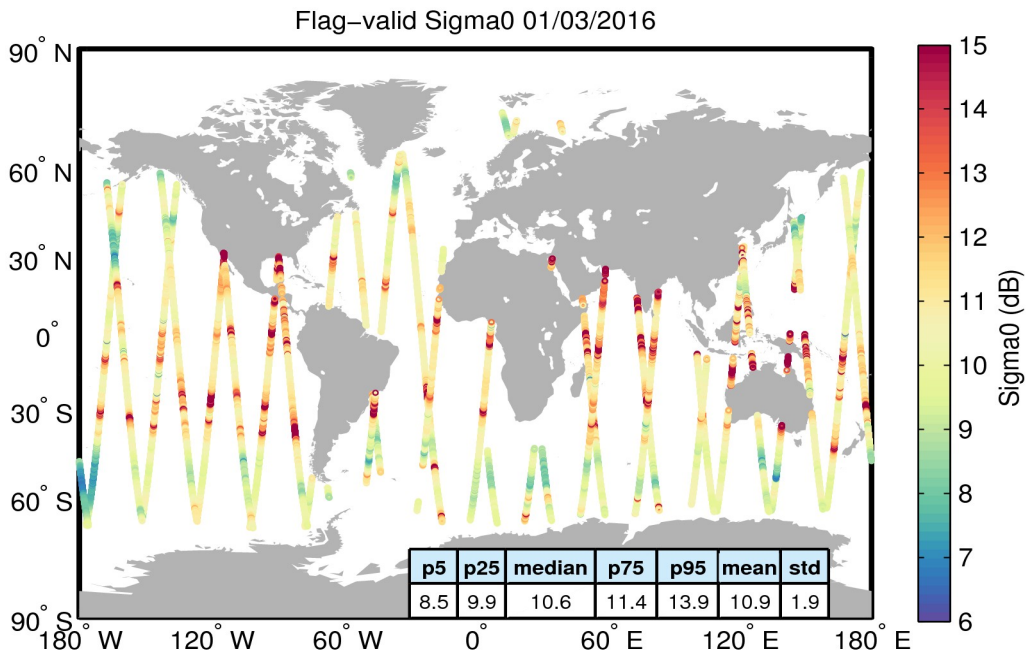 Flag−valid Sigma0 01/03/2016
90° N
60° N
30° N
0°
30° S
60° S
90° S
180° W
120° W
60° W
0°
60° E
120° E
180° E
p5 p25 median p75 p95 mean std
8.5 9.9 10.6 11.4 13.9 10.9 1.9
15
14
13
12
11
10
9
8
7
6
Sigma0 (dB)